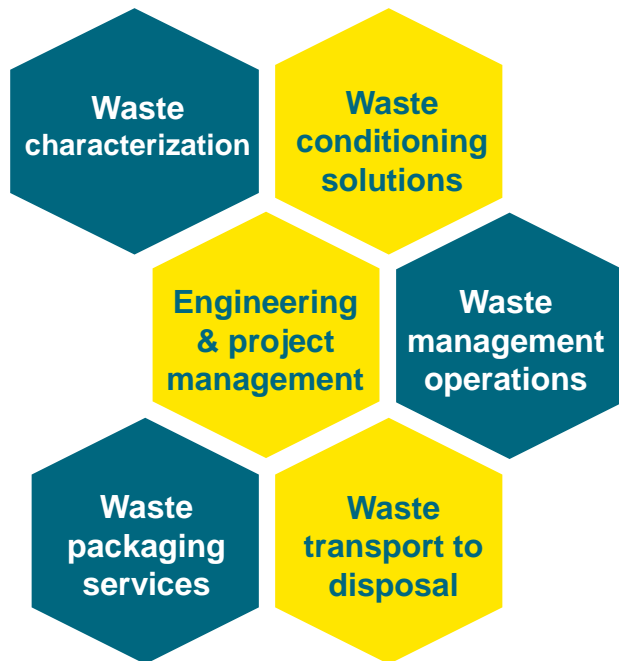 Waste
characterization
Waste
conditioning
solutions
Engineering
& project
management
Waste
management
operations
Waste
packaging
services
Waste
transport to
disposal